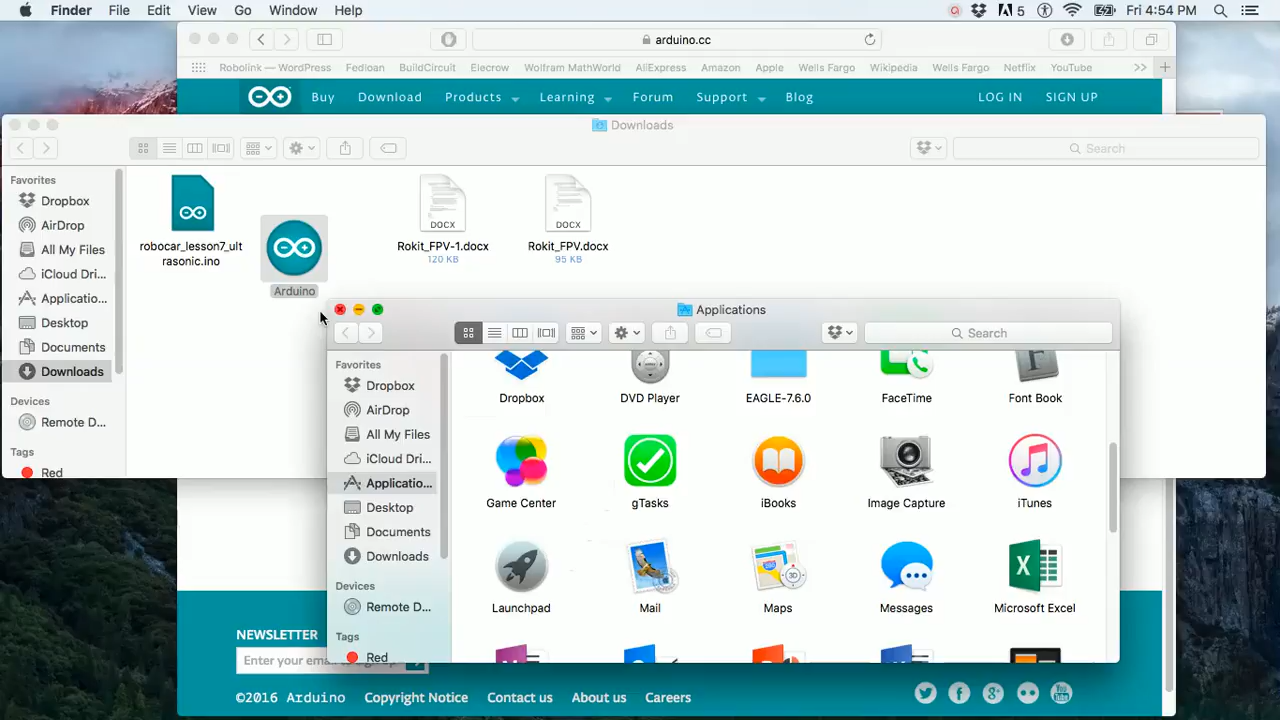 Finder File Edit View Go Window Help 5 Fri 4:54 PM
arduino.cc
Robolink — WordPress Fedloan BuildCircuit Elecrow Wolfram MathWorld AliExpress Amazon Apple Wells Fargo Wikipedia Wells Fargo Netflix YouTube >> +
Buy Download Products Learning Forum Support Blog LOG IN SIGN UP
Downloads
Search
Favorites
Dropbox
AirDrop
All My Files
iCloud Dri...
Applicatio...
Desktop
Documents
Downloads
Devices
Remote D...
Tags
Red
robocar_lesson7_ult
rasonic.ino
Arduino
DOCX
Rokit_FPV-1.docx
120 KB
DOCX
Rokit_FPV.docx
95 KB
Applications
Search
Favorites
Dropbox
AirDrop
All My Files
iCloud Dri...
Applicatio...
Desktop
Documents
Downloads
Devices
Remote D...
Tags
Red
Dropbox DVD Player EAGLE-7.6.0 FaceTime Font Book
Game Center gTasks iBooks Image Capture iTunes
Launchpad Mail Maps Messages Microsoft Excel
NEWSLETTER
Enter your email
©2016 Arduino Copyright Notice Contact us About us Careers